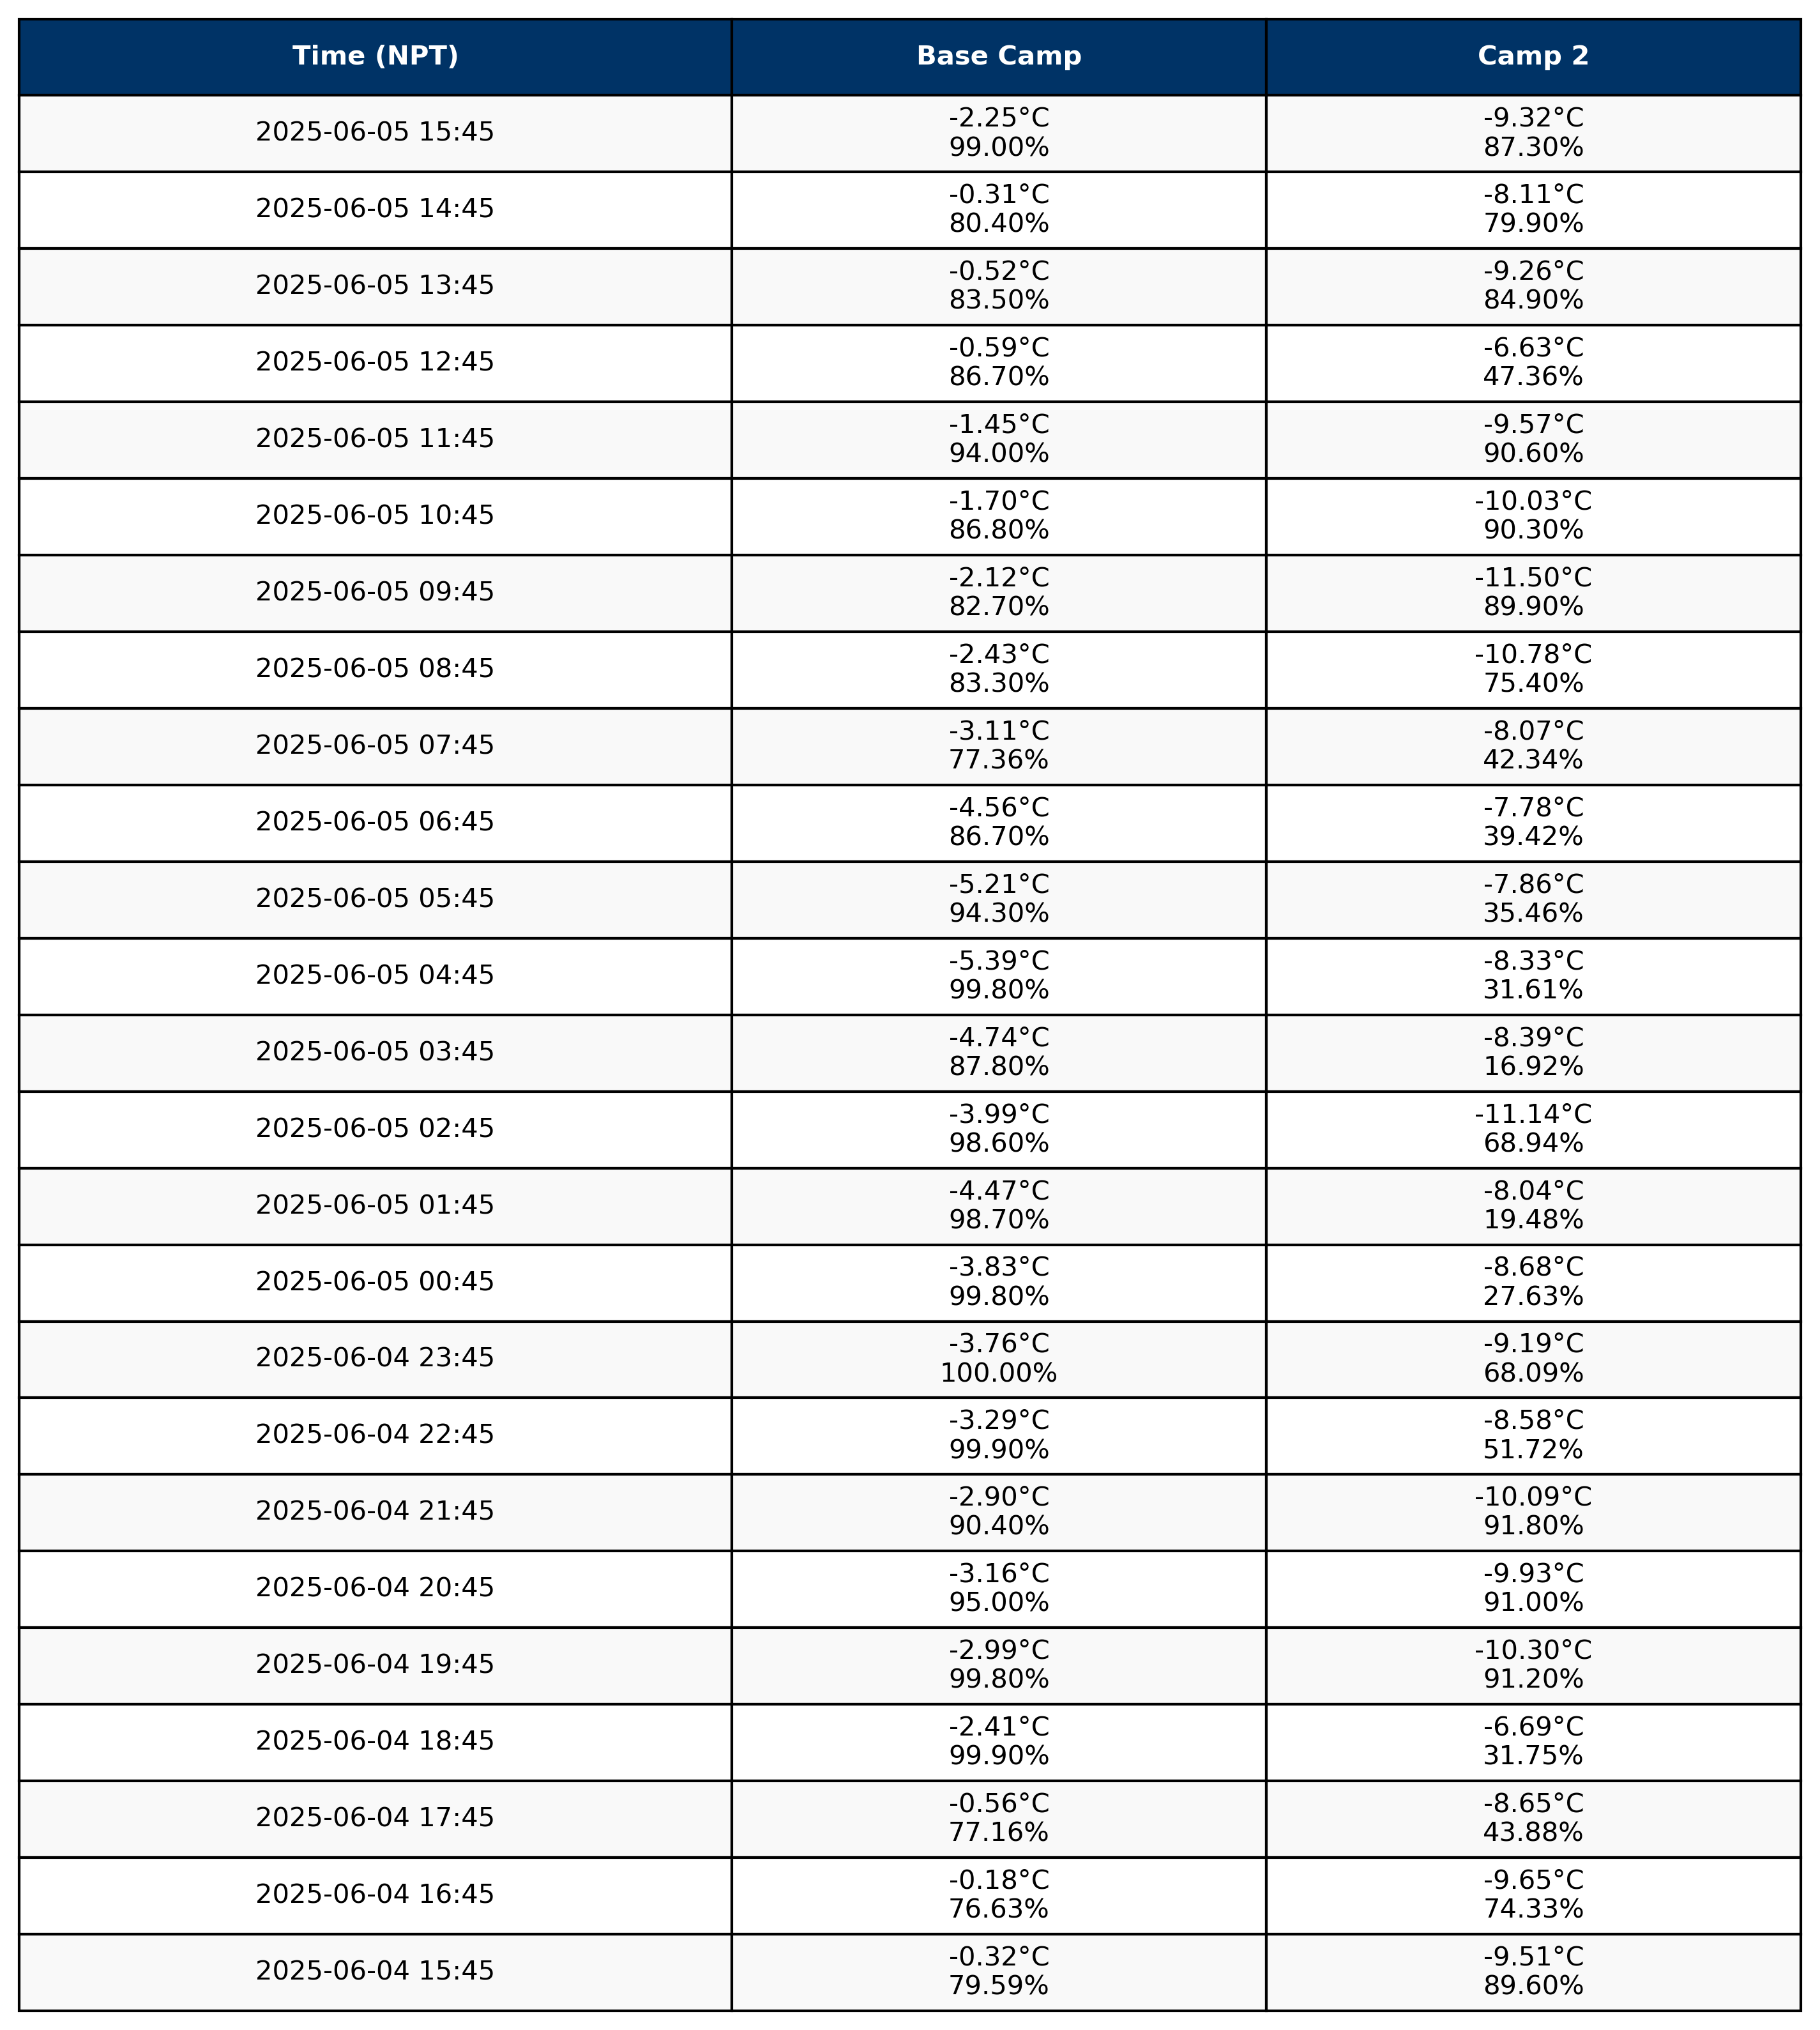 Time (NPT) Base Camp Camp 2
2025-06-05 15:45
-2.25°C
99.00%
-9.32°C
87.30%
2025-06-05 14:45
-0.31°C
80.40%
-8.11°C
79.90%
2025-06-05 13:45
-0.52°C
83.50%
-9.26°C
84.90%
2025-06-05 12:45
-0.59°C
86.70%
-6.63°C
47.36%
2025-06-05 11:45
-1.45°C
94.00%
-9.57°C
90.60%
2025-06-05 10:45
-1.70°C
86.80%
-10.03°C
90.30%
2025-06-05 09:45
-2.12°C
82.70%
-11.50°C
89.90%
2025-06-05 08:45
-2.43°C
83.30%
-10.78°C
75.40%
2025-06-05 07:45
-3.11°C
77.36%
-8.07°C
42.34%
2025-06-05 06:45
-4.56°C
86.70%
-7.78°C
39.42%
2025-06-05 05:45
-5.21°C
94.30%
-7.86°C
35.46%
2025-06-05 04:45
-5.39°C
99.80%
-8.33°C
31.61%
2025-06-05 03:45
-4.74°C
87.80%
-8.39°C
16.92%
2025-06-05 02:45
-3.99°C
98.60%
-11.14°C
68.94%
2025-06-05 01:45
-4.47°C
98.70%
-8.04°C
19.48%
2025-06-05 00:45
-3.83°C
99.80%
-8.68°C
27.63%
2025-06-04 23:45
-3.76°C
100.00%
-9.19°C
68.09%
2025-06-04 22:45
-3.29°C
99.90%
-8.58°C
51.72%
2025-06-04 21:45
-2.90°C
90.40%
-10.09°C
91.80%
2025-06-04 20:45
-3.16°C
95.00%
-9.93°C
91.00%
2025-06-04 19:45
-2.99°C
99.80%
-10.30°C
91.20%
2025-06-04 18:45
-2.41°C
99.90%
-6.69°C
31.75%
2025-06-04 17:45
-0.56°C
77.16%
-8.65°C
43.88%
2025-06-04 16:45
-0.18°C
76.63%
-9.65°C
74.33%
2025-06-04 15:45
-0.32°C
79.59%
-9.51°C
89.60%